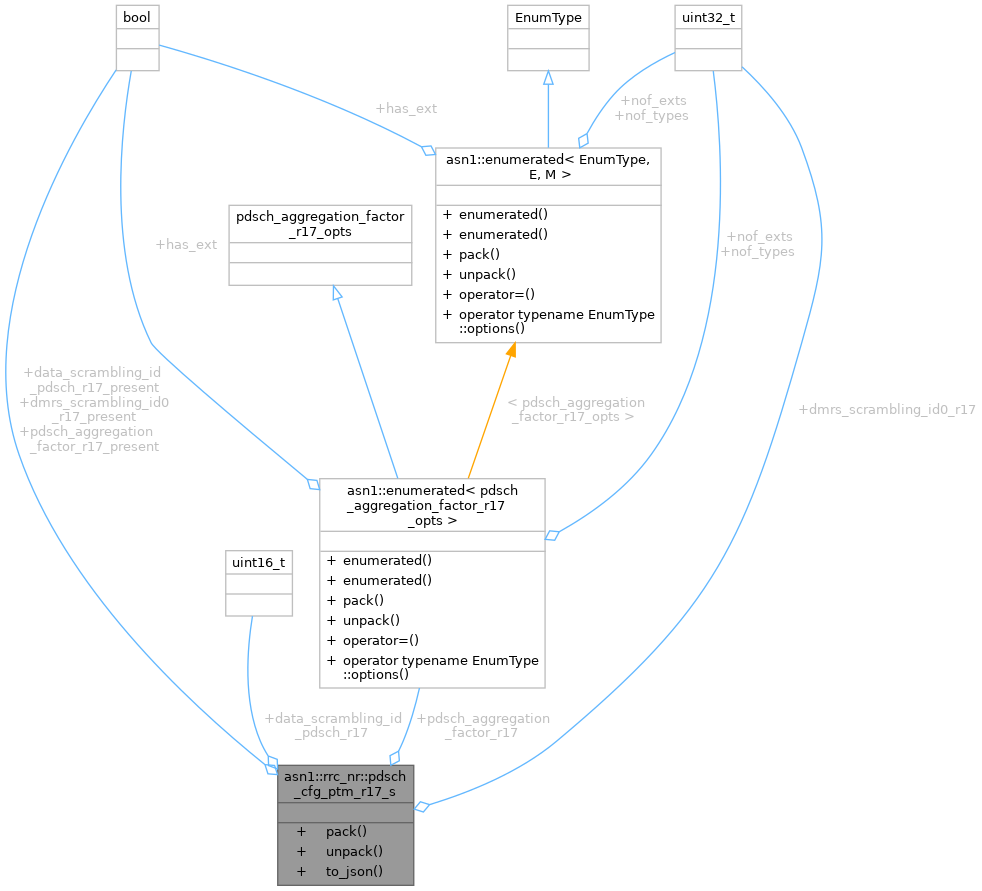 bool
EnumType
uint32_t
+has_ext
+nof_exts
+nof_types
asn1::enumerated< EnumType,
E, M >
+ enumerated()
+ enumerated()
+ pack()
+ unpack()
+ operator=()
+ operator typename EnumType
::options()
pdsch_aggregation_factor
_r17_opts
+has_ext
+nof_exts
+nof_types
+data_scrambling_id
_pdsch_r17_present
+dmrs_scrambling_id0
_r17_present
+pdsch_aggregation
_factor_r17_present
< pdsch_aggregation
_factor_r17_opts >
+dmrs_scrambling_id0_r17
asn1::enumerated< pdsch
_aggregation_factor_r17
_opts >
+ enumerated()
+ enumerated()
+ pack()
+ unpack()
+ operator=()
+ operator typename EnumType
::options()
uint16_t
+data_scrambling_id
_pdsch_r17
+pdsch_aggregation
_factor_r17
asn1::rrc_nr::pdsch
_cfg_ptm_r17_s
+ pack()
+ unpack()
+ to_json()